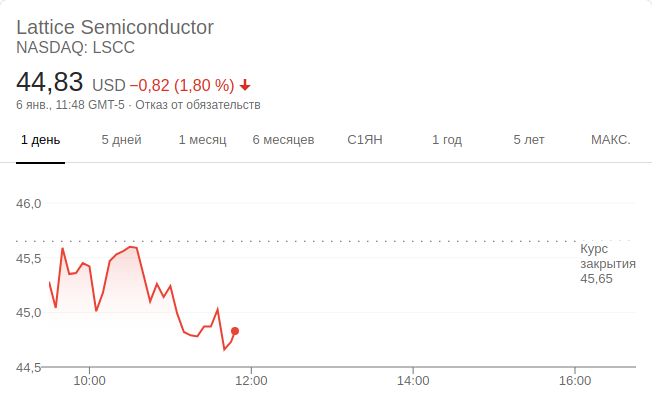 Lattice Semiconductor
NASDAQ: LSCC
44,83 USD −0,82 (1,80 %)
6 янв., 11:48 GMT-5 · Отказ от обязательств
1 день 5 дней 1 месяц 6 месяцев С1ЯН 1 год 5 лет МАКС.
46,0
Курс
закрытия
45,65
45,5
45,0
44,5
10:00 12:00 14:00 16:00